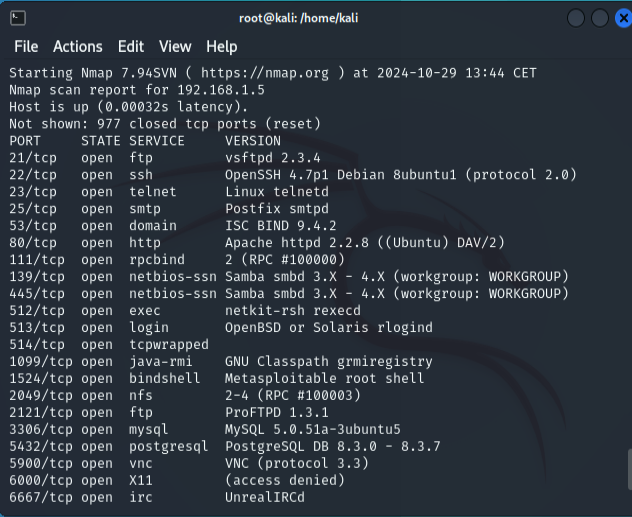 root@kali: /home/kali
File Actions Edit View Help
Starting Nmap 7.94SVN ( https://nmap.org ) at 2024-10-29 13:44 CET
Nmap scan report for 192.168.1.5
Host is up (0.00032s latency).
Not shown: 977 closed tcp ports (reset)
PORT     STATE SERVICE     VERSION
21/tcp   open  ftp         vsftpd 2.3.4
22/tcp   open  ssh         OpenSSH 4.7p1 Debian 8ubuntu1 (protocol 2.0)
23/tcp   open  telnet      Linux telnetd
25/tcp   open  smtp        Postfix smtpd
53/tcp   open  domain      ISC BIND 9.4.2
80/tcp   open  http        Apache httpd 2.2.8 ((Ubuntu) DAV/2)
111/tcp  open  rpcbind     2 (RPC #100000)
139/tcp  open  netbios-ssn Samba smbd 3.X - 4.X (workgroup: WORKGROUP)
445/tcp  open  netbios-ssn Samba smbd 3.X - 4.X (workgroup: WORKGROUP)
512/tcp  open  exec        netkit-rsh rexecd
513/tcp  open  login       OpenBSD or Solaris rlogind
514/tcp  open  tcpwrapped
1099/tcp open  java-rmi    GNU Classpath grmiregistry
1524/tcp open  bindshell   Metasploitable root shell
2049/tcp open  nfs         2-4 (RPC #100003)
2121/tcp open  ftp         ProFTPD 1.3.1
3306/tcp open  mysql       MySQL 5.0.51a-3ubuntu5
5432/tcp open  postgresql  PostgreSQL DB 8.3.0 - 8.3.7
5900/tcp open  vnc         VNC (protocol 3.3)
6000/tcp open  X11         (access denied)
6667/tcp open  irc         UnrealIRCd